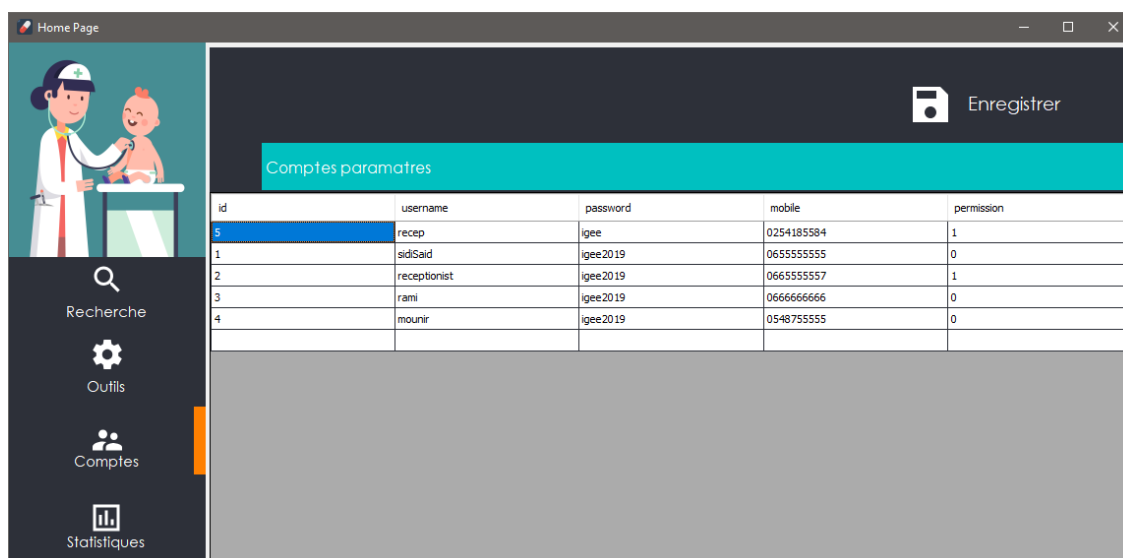 Home Page
Enregistrer
Comptes paramatres
id username password mobile permission
5 recep igee 0254185584 1
1 sidiSaid igee2019 0655555555 0
2 receptionist igee2019 0665555557 1
3 rami igee2019 0666666666 0
4 mounir igee2019 0548755555 0
Recherche
Outils
Comptes
Statistiques